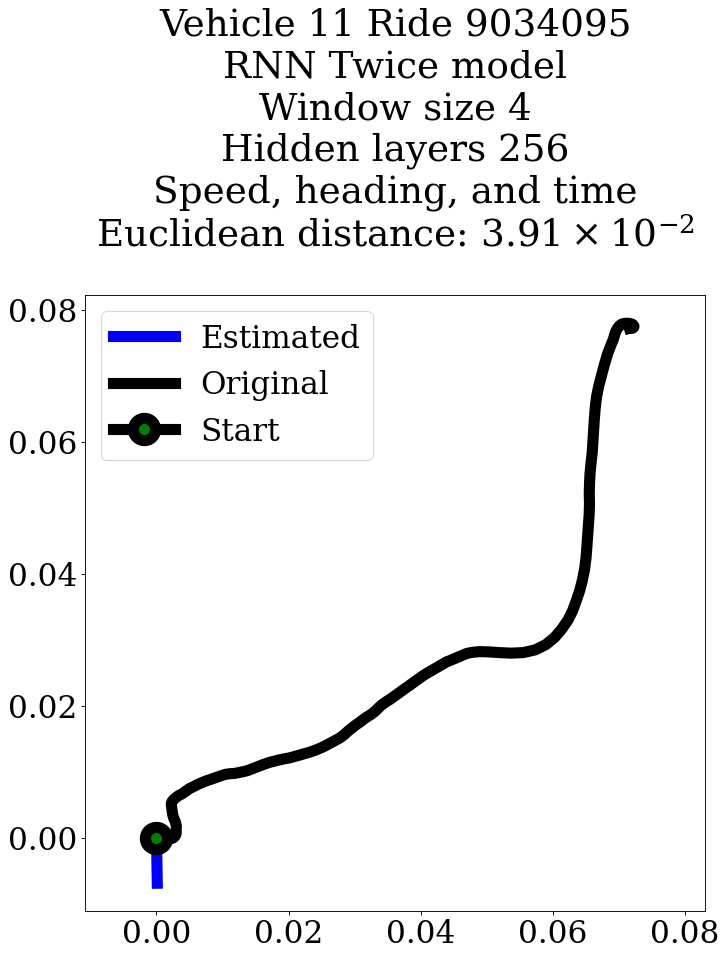 Vehicle 11 Ride 9034095
RNN Twice model
Window size 4
Hidden layers 256
Speed, heading, and time
Euclidean distance: 3.91 × 10⁻²
0.08
0.06
0.04
0.02
0.00
Estimated
Original
Start
0.00 0.02 0.04 0.06 0.08